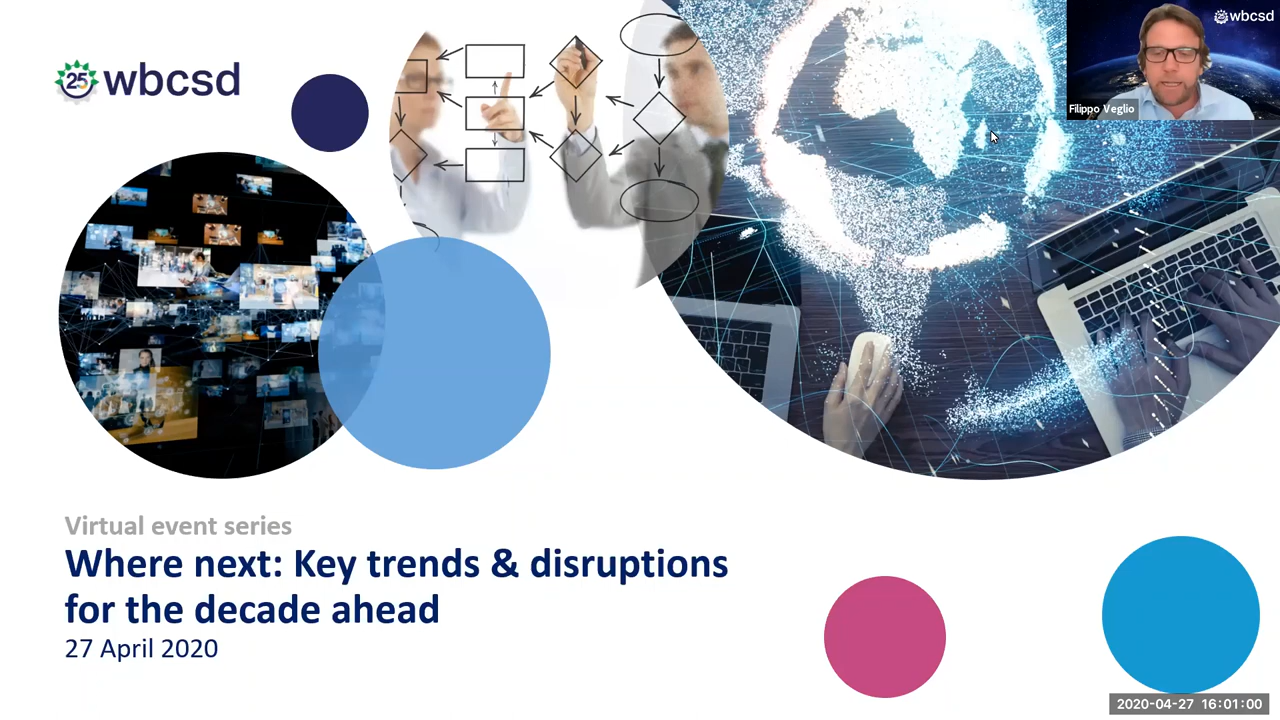 25 wbcsd
wbcsd
Filippo Veglio
Virtual event series
Where next: Key trends & disruptions
for the decade ahead
27 April 2020
2020-04-27 16:01:00